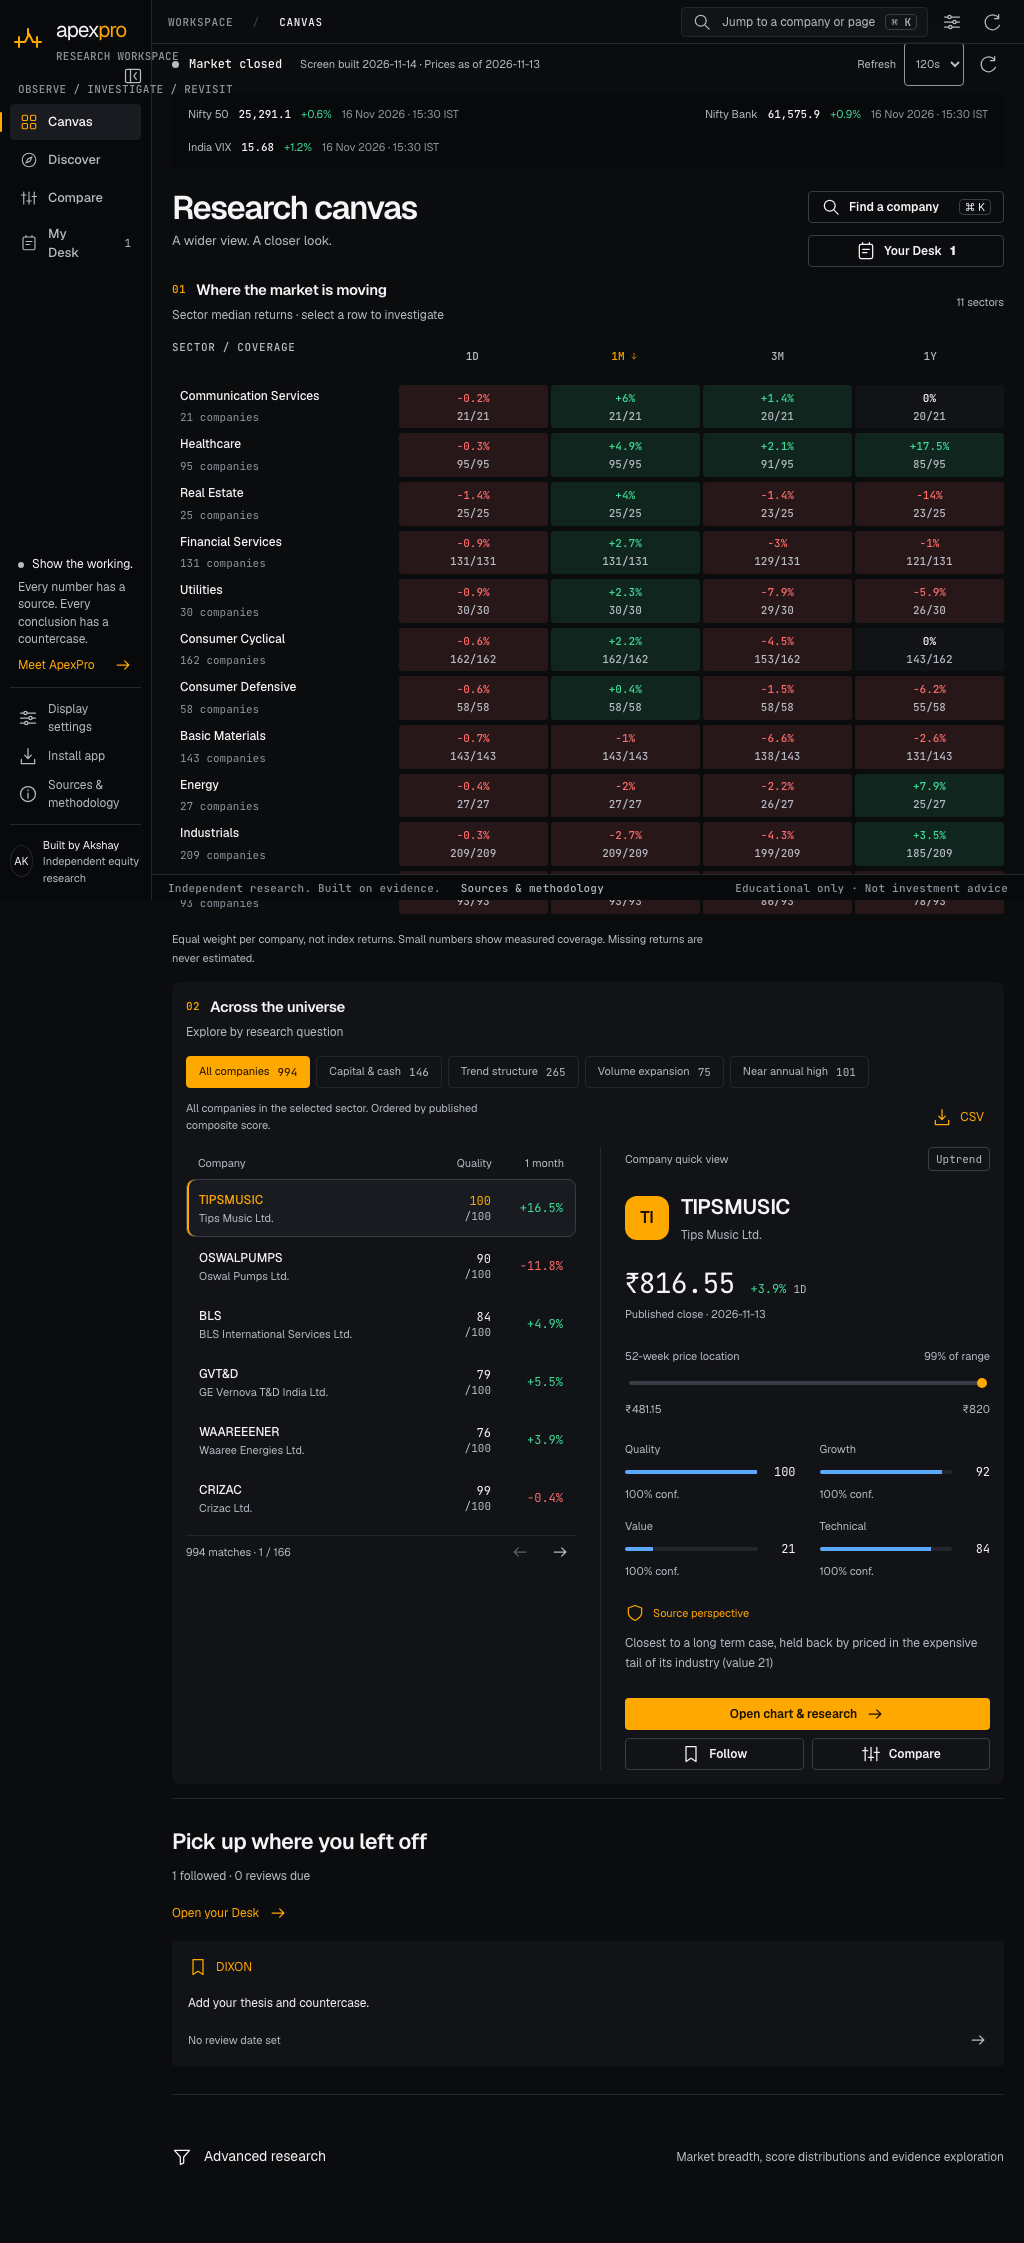 apexpro
RESEARCH WORKSPACE
OBSERVE / INVESTIGATE / REVISIT
Canvas
Discover
Compare
My Desk 1
Show the working.
Every number has a
source. Every
conclusion has a
countercase.
Meet ApexPro
Display
settings
Install app
Sources &
methodology
AK
Built by Akshay
Independent equity
research
WORKSPACE / CANVAS
Jump to a company or page ⌘ K
Market closed Screen built 2026-11-14 · Prices as of 2026-11-13 Refresh 120s
Nifty 50 25,291.1 +0.6% 16 Nov 2026 · 15:30 IST Nifty Bank 61,575.9 +0.9% 16 Nov 2026 · 15:30 IST
India VIX 15.68 +1.2% 16 Nov 2026 · 15:30 IST
Research canvas
A wider view. A closer look.
Find a company ⌘ K
Your Desk 1
01 Where the market is moving
Sector median returns · select a row to investigate
11 sectors
SECTOR / COVERAGE 1D 1M ↓ 3M 1Y
Communication Services -0.2% +6% +1.4% 0%
21 companies 21/21 21/21 20/21 20/21
Healthcare -0.3% +4.9% +2.1% +17.5%
95 companies 95/95 95/95 91/95 85/95
Real Estate -1.4% +4% -1.4% -14%
25 companies 25/25 25/25 23/25 23/25
Financial Services -0.9% +2.7% -3% -1%
131 companies 131/131 131/131 129/131 121/131
Utilities -0.9% +2.3% -7.9% -5.9%
30 companies 30/30 30/30 29/30 26/30
Consumer Cyclical -0.6% +2.2% -4.5% 0%
162 companies 162/162 162/162 153/162 143/162
Consumer Defensive -0.6% +0.4% -1.5% -6.2%
58 companies 58/58 58/58 58/58 55/58
Basic Materials -0.7% -1% -6.6% -2.6%
143 companies 143/143 143/143 138/143 131/143
Energy -0.4% -2% -2.2% +7.9%
27 companies 27/27 27/27 26/27 25/27
Industrials -0.3% -2.7% -4.3% +3.5%
209 companies 209/209 209/209 199/209 185/209
Independent research. Built on evidence. Sources & methodology Educational only · Not investment advice
93 companies 93/93 93/93 86/93 78/93
Equal weight per company, not index returns. Small numbers show measured coverage. Missing returns are
never estimated.
02 Across the universe
Explore by research question
All companies 994 Capital & cash 146 Trend structure 265 Volume expansion 75 Near annual high 101
All companies in the selected sector. Ordered by published
composite score.
CSV
Company Quality 1 month
TIPSMUSIC 100 +16.5%
Tips Music Ltd. /100
OSWALPUMPS 90 -11.8%
Oswal Pumps Ltd. /100
BLS 84 +4.9%
BLS International Services Ltd. /100
GVT&D 79 +5.5%
GE Vernova T&D India Ltd. /100
WAAREEENER 76 +3.9%
Waaree Energies Ltd. /100
CRIZAC 99 -0.4%
Crizac Ltd. /100
994 matches · 1 / 166
Company quick view Uptrend
TI
TIPSMUSIC
Tips Music Ltd.
₹816.55 +3.9% 1D
Published close · 2026-11-13
52-week price location 99% of range
₹481.15 ₹820
Quality Growth
100 92
100% conf. 100% conf.
Value Technical
21 84
100% conf. 100% conf.
Source perspective
Closest to a long term case, held back by priced in the expensive
tail of its industry (value 21)
Open chart & research
Follow Compare
Pick up where you left off
1 followed · 0 reviews due
Open your Desk
DIXON
Add your thesis and countercase.
No review date set
Advanced research Market breadth, score distributions and evidence exploration